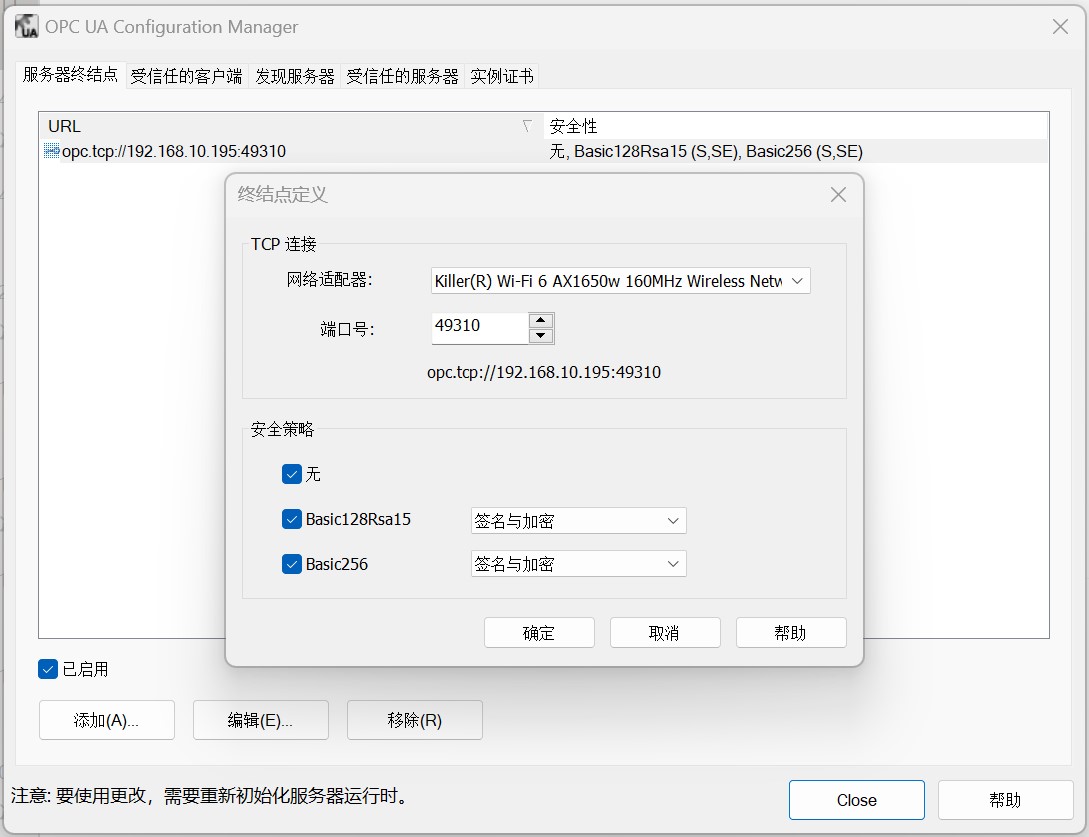 OPC UA Configuration Manager
服务器终结点 受信任的客户端 发现服务器 受信任的服务器 实例证书
URL 安全性
opc.tcp://192.168.10.195:49310 无, Basic128Rsa15 (S,SE), Basic256 (S,SE)
终结点定义
TCP 连接
网络适配器: Killer(R) Wi-Fi 6 AX1650w 160MHz Wireless Netw
端口号: 49310
opc.tcp://192.168.10.195:49310
安全策略
无
Basic128Rsa15 签名与加密
Basic256 签名与加密
确定 取消 帮助
已启用
添加(A)... 编辑(E)... 移除(R)
注意: 要使用更改，需要重新初始化服务器运行时。
Close 帮助